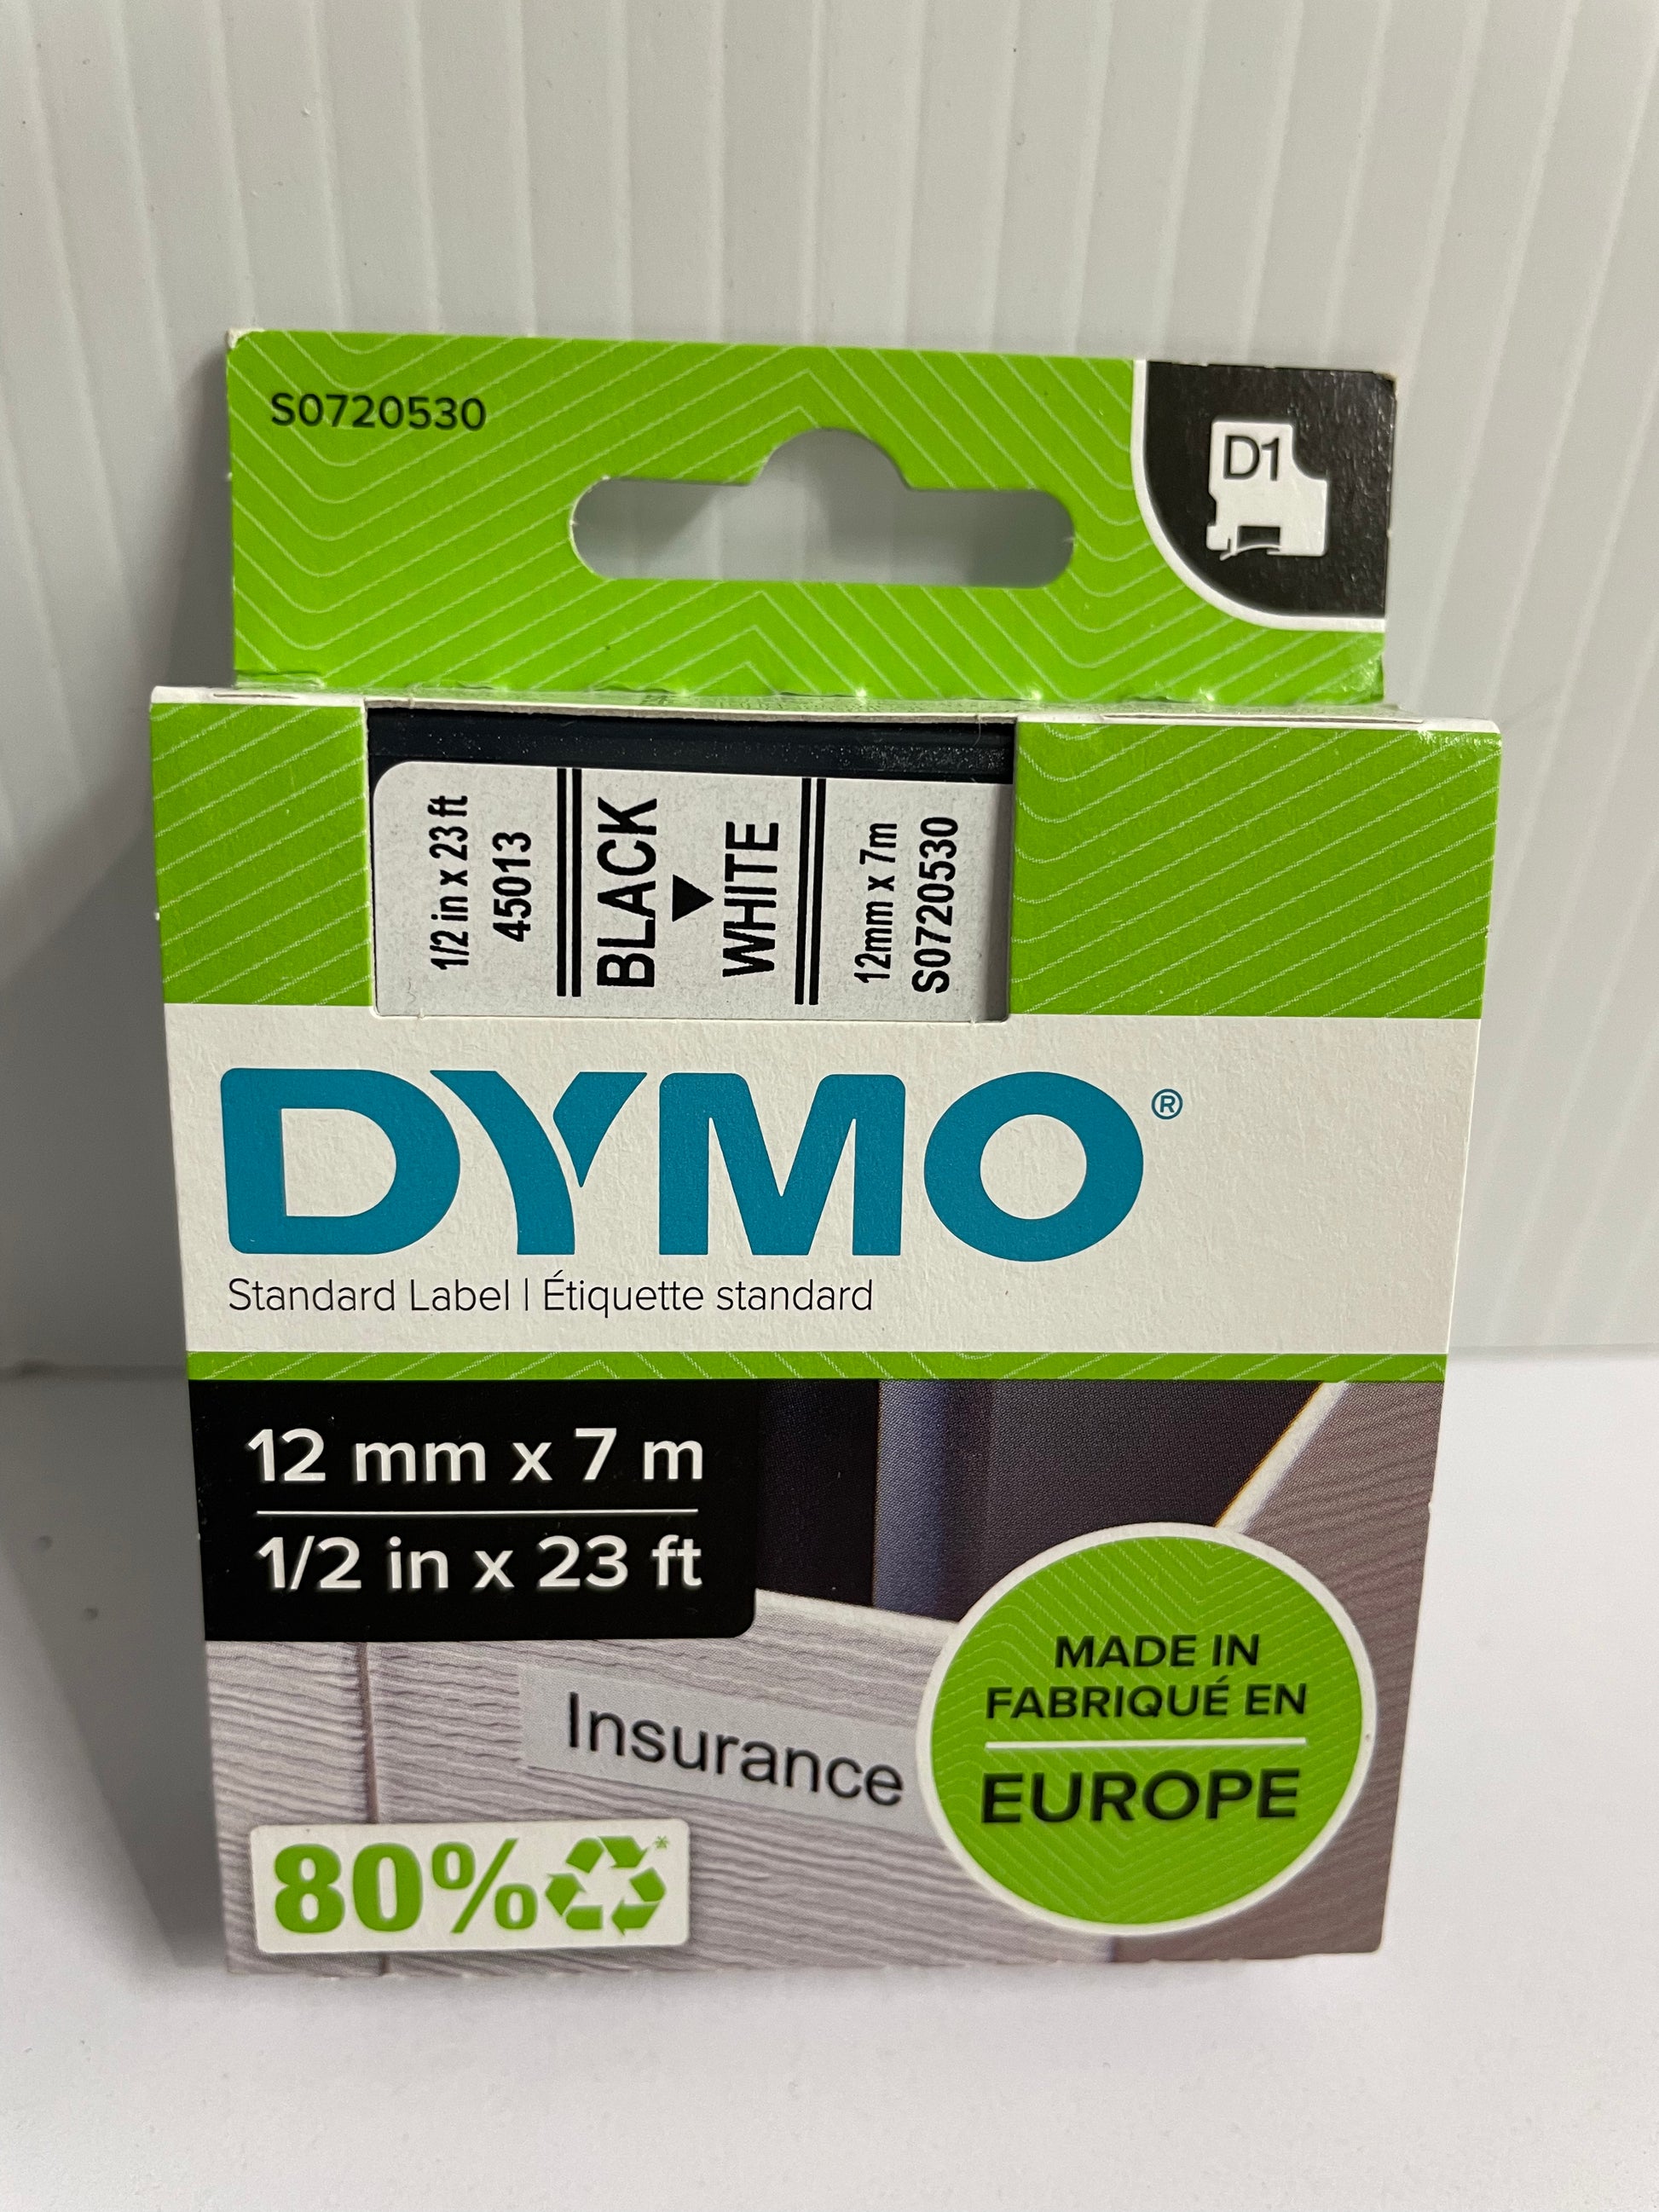 S0720530
D1
1/2 in x 23 ft
45013
BLACK
WHITE
12mm x 7m
S0720530
DYMO®
Standard Label | Étiquette standard
12 mm x 7 m
1/2 in x 23 ft
Insurance
MADE IN
FABRIQUÉ EN
EUROPE
80%*